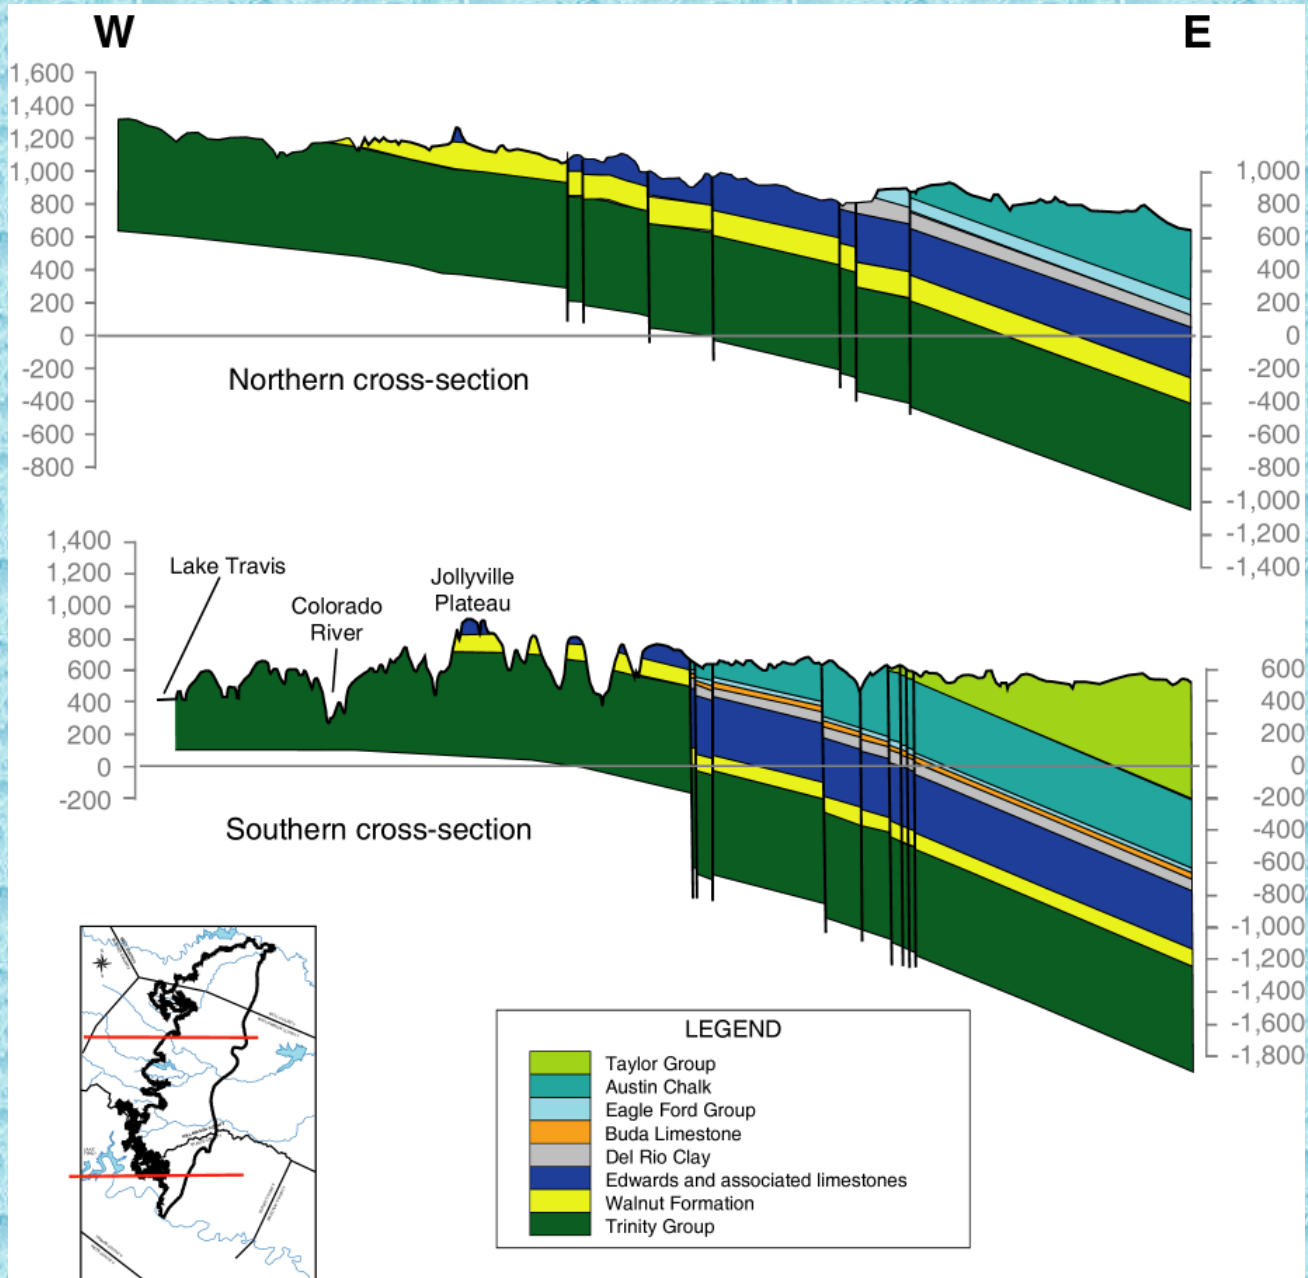 W
E
1,600
1,400
1,200
1,000
800
600
400
200
0
-200
-400
-600
-800
1,000
800
600
400
200
0
-200
-400
-600
-800
-1,000
-1,200
-1,400
Northern cross-section
1,400
1,200
1,000
800
600
400
200
0
-200
Lake Travis
Colorado
River
Jollyville
Plateau
600
400
200
0
-200
-400
-600
-800
-1,000
-1,200
-1,400
-1,600
-1,800
Southern cross-section
LEGEND
Taylor Group
Austin Chalk
Eagle Ford Group
Buda Limestone
Del Rio Clay
Edwards and associated limestones
Walnut Formation
Trinity Group